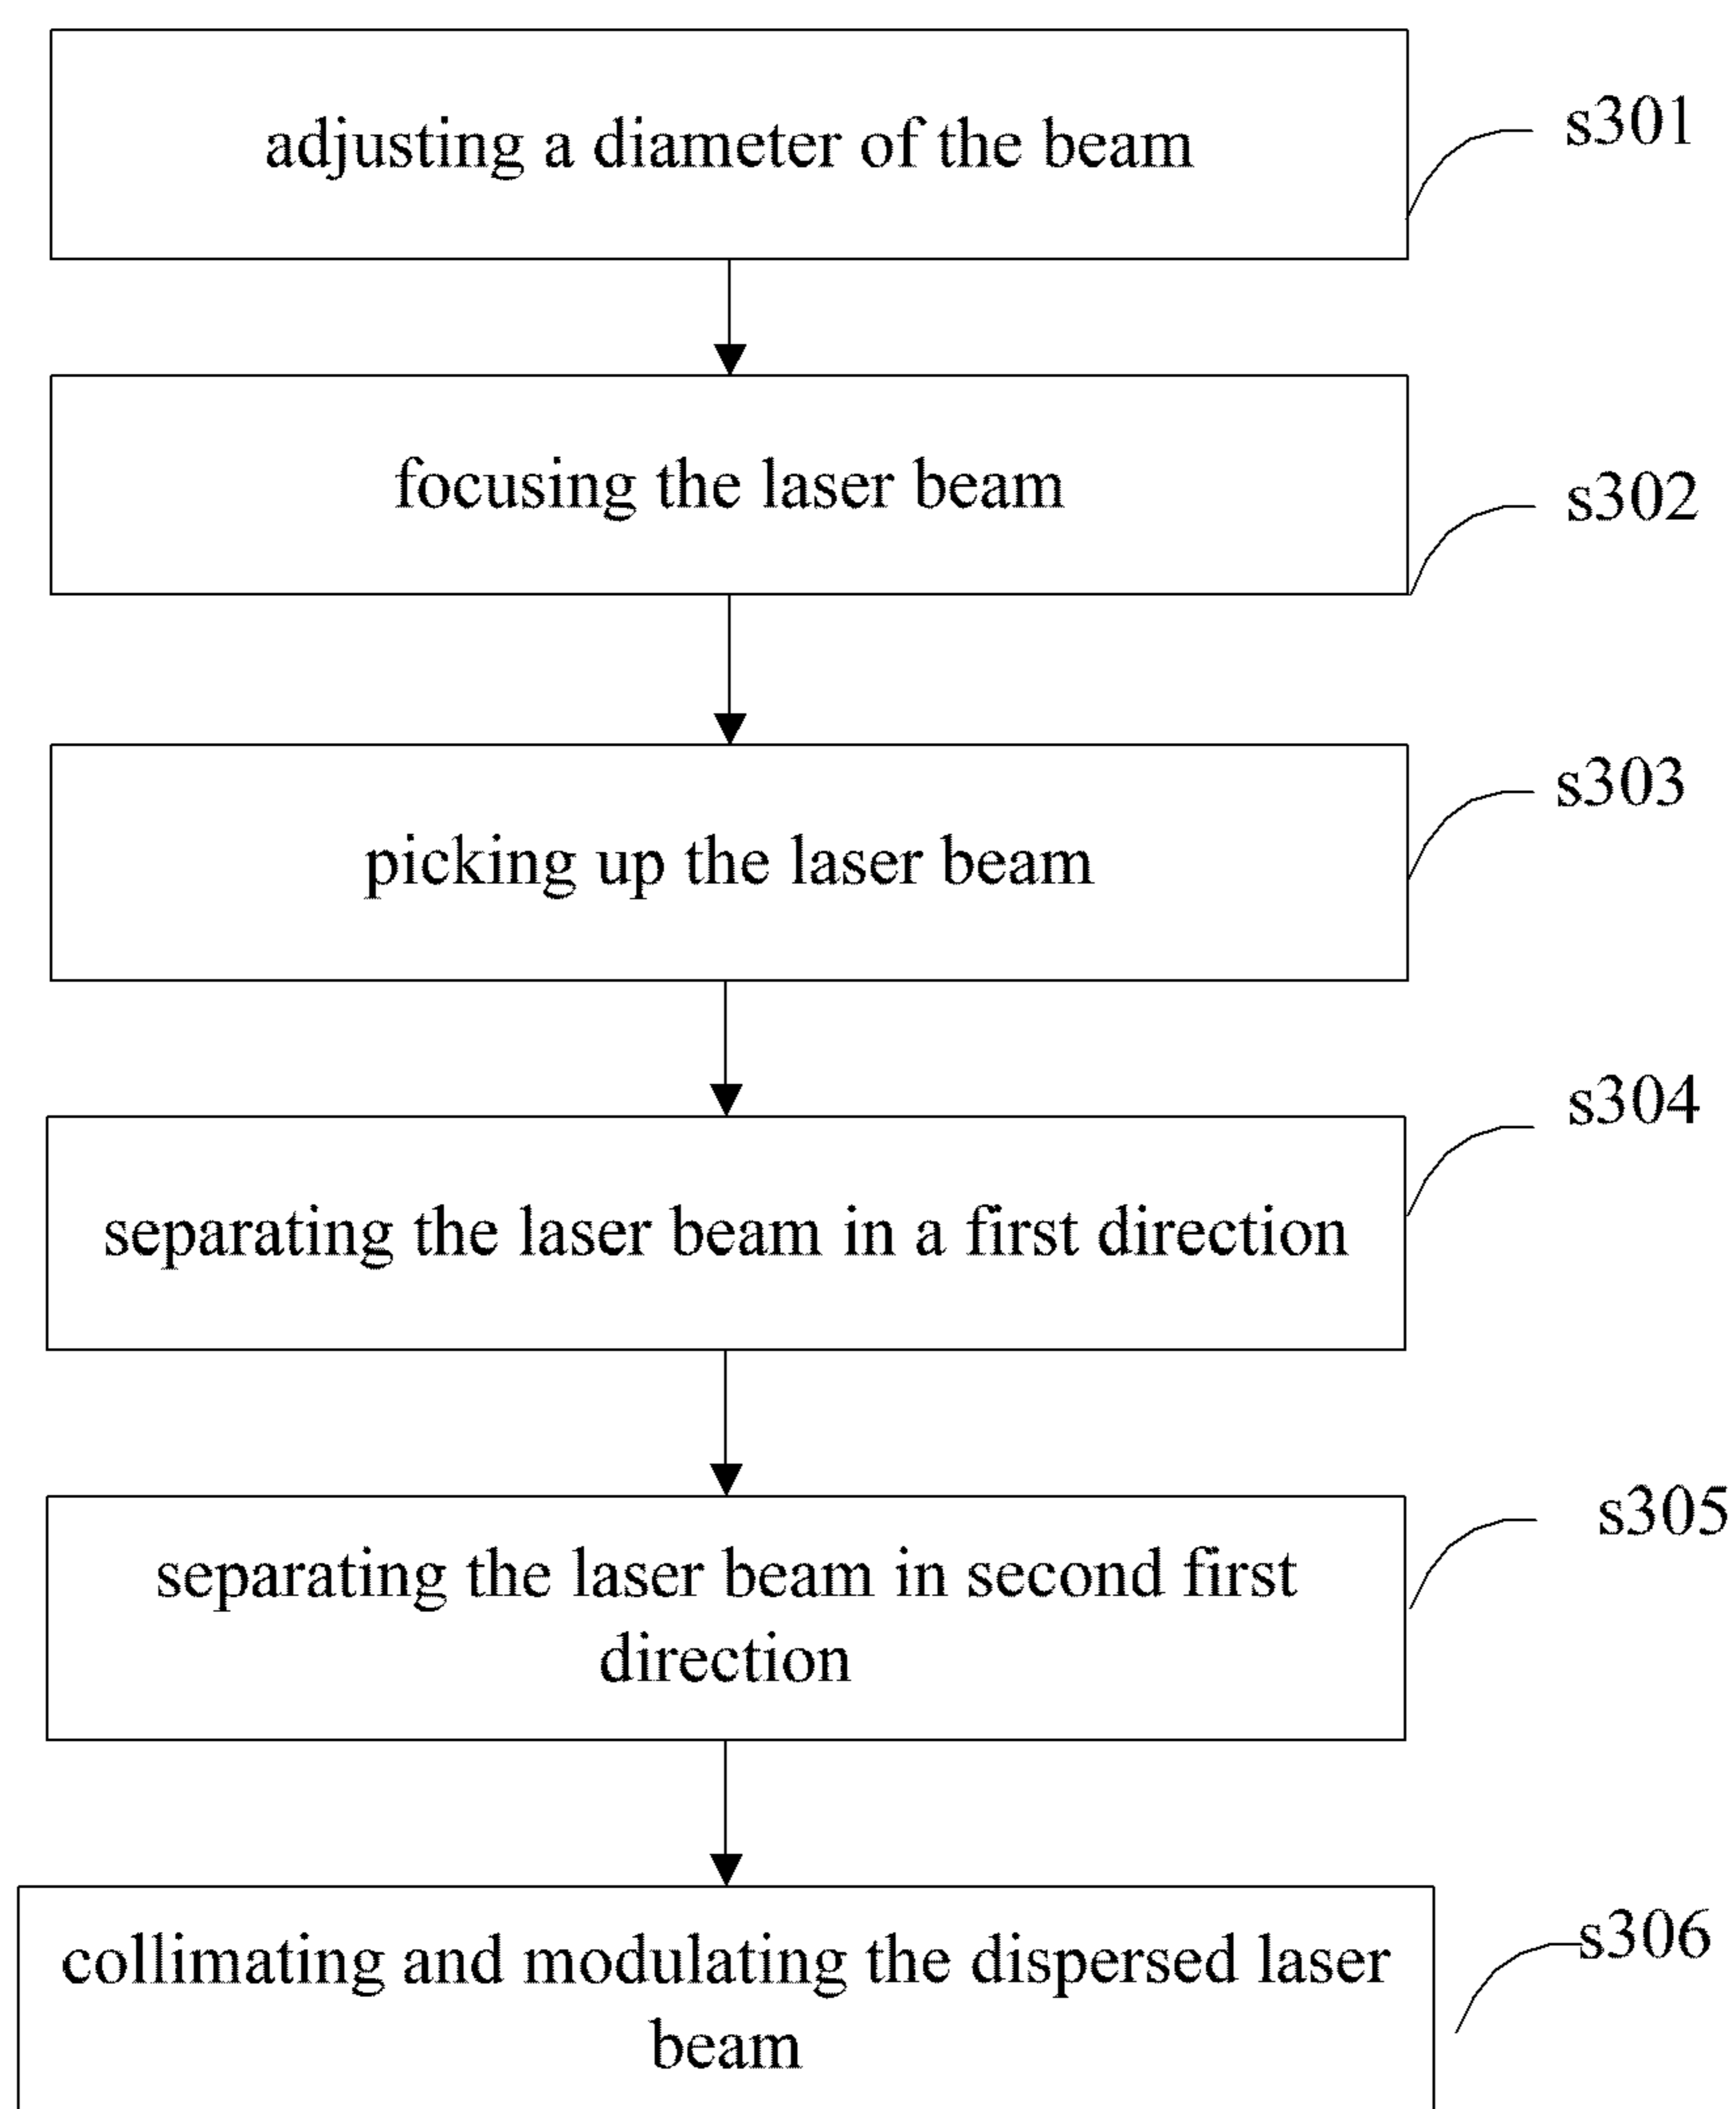 adjusting a diameter of the beam
s301
focusing the laser beam
s302
picking up the laser beam
s303
separating the laser beam in a first direction
s304
separating the laser beam in second first
direction
s305
collimating and modulating the dispersed laser
beam
s306